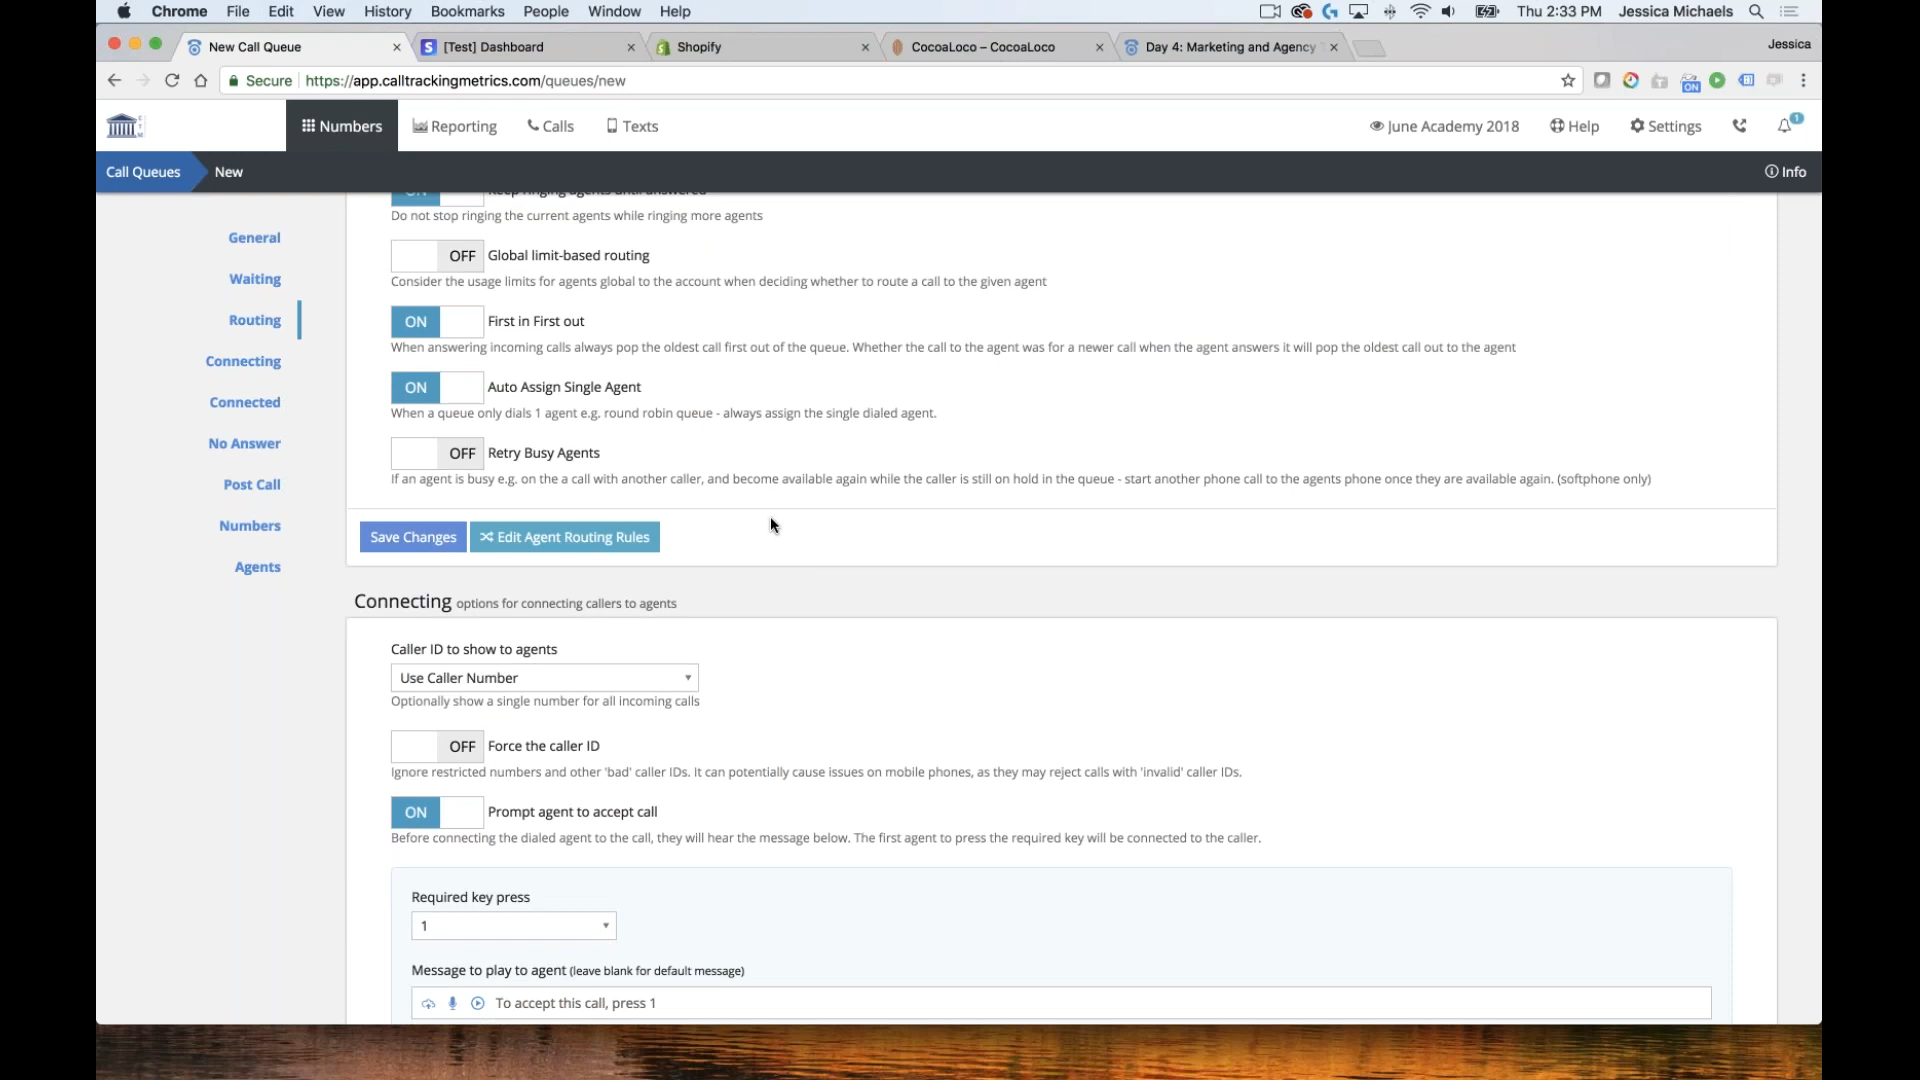 Chrome File Edit View History Bookmarks People Window Help Thu 2:33 PM Jessica Michaels
New Call Queue [Test] Dashboard Shopify CocoaLoco – CocoaLoco Day 4: Marketing and Agency Jessica
Secure https://app.calltrackingmetrics.com/queues/new ON
Numbers Reporting Calls Texts June Academy 2018 Help Settings 1
Call Queues New Info
General
Waiting
Routing
Connecting
Connected
No Answer
Post Call
Numbers
Agents
ON Keep ringing agents until answered
Do not stop ringing the current agents while ringing more agents
OFF Global limit-based routing
Consider the usage limits for agents global to the account when deciding whether to route a call to the given agent
ON First in First out
When answering incoming calls always pop the oldest call first out of the queue. Whether the call to the agent was for a newer call when the agent answers it will pop the oldest call out to the agent
ON Auto Assign Single Agent
When a queue only dials 1 agent e.g. round robin queue - always assign the single dialed agent.
OFF Retry Busy Agents
If an agent is busy e.g. on the a call with another caller, and become available again while the caller is still on hold in the queue - start another phone call to the agents phone once they are available again. (softphone only)
Save Changes Edit Agent Routing Rules
Connecting options for connecting callers to agents
Caller ID to show to agents
Use Caller Number
Optionally show a single number for all incoming calls
OFF Force the caller ID
Ignore restricted numbers and other 'bad' caller IDs. It can potentially cause issues on mobile phones, as they may reject calls with 'invalid' caller IDs.
ON Prompt agent to accept call
Before connecting the dialed agent to the call, they will hear the message below. The first agent to press the required key will be connected to the caller.
Required key press
1
Message to play to agent (leave blank for default message)
To accept this call, press 1